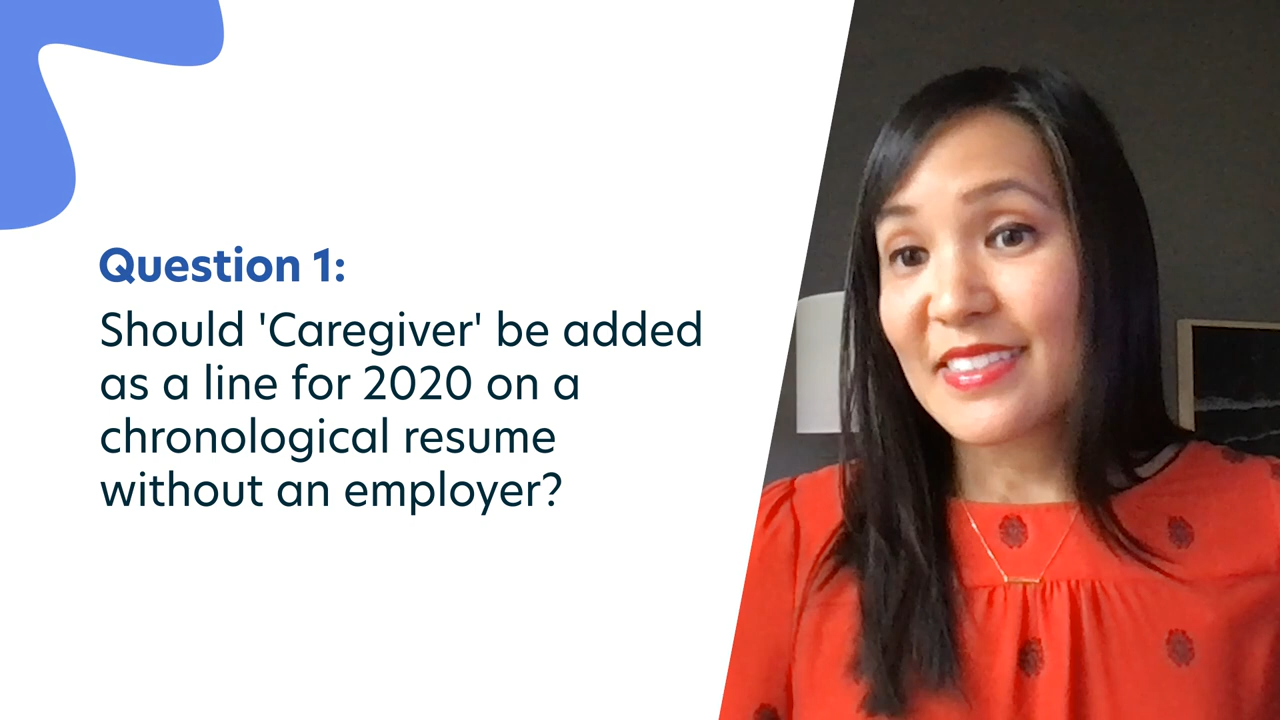 Question 1:
Should 'Caregiver' be added
as a line for 2020 on a
chronological resume
without an employer?